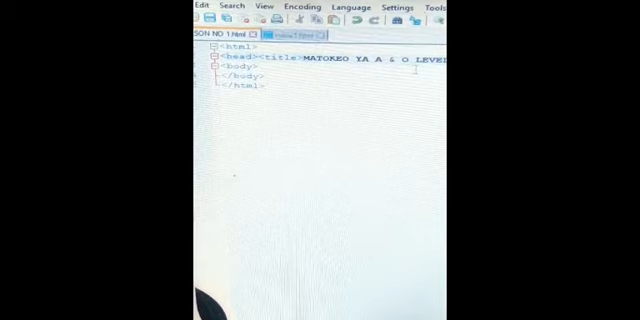 Edit Search View Encoding Language Settings Tools
SON NO 1.html
<html>
<head><title>MATOKEO YA A & O LEVEL
<body>
</body>
</html>